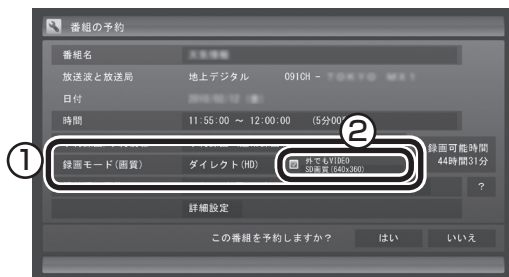 番組の予約
番組名
放送波と放送局 地上デジタル 091CH -
日付
時間 11:55:00 ~ 12:00:00 (5分00
②
①
録画可能時間
44時間31分
録画モード(画質) ダイレクト(HD) 外でもVIDEO
SD画質(640x360)
?
詳細設定
この番組を予約しますか? はい いいえ